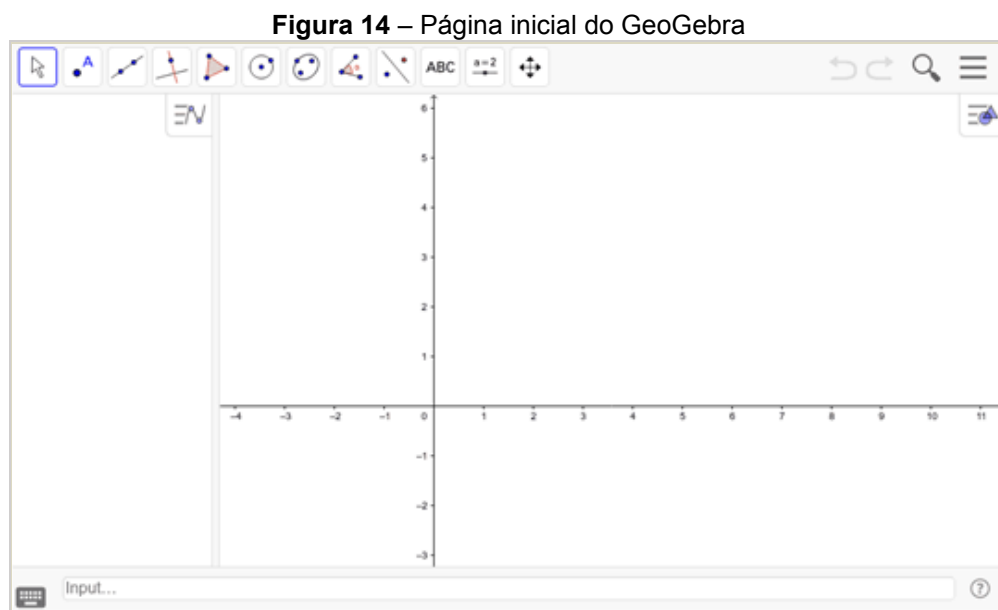 Figura 14 – Página inicial do GeoGebra
A
ABC
a=2
6
5
4
3
2
1
-4 -3 -2 -1 0 1 2 3 4 5 6 7 8 9 10 11
-1
-2
-3
Input...
?